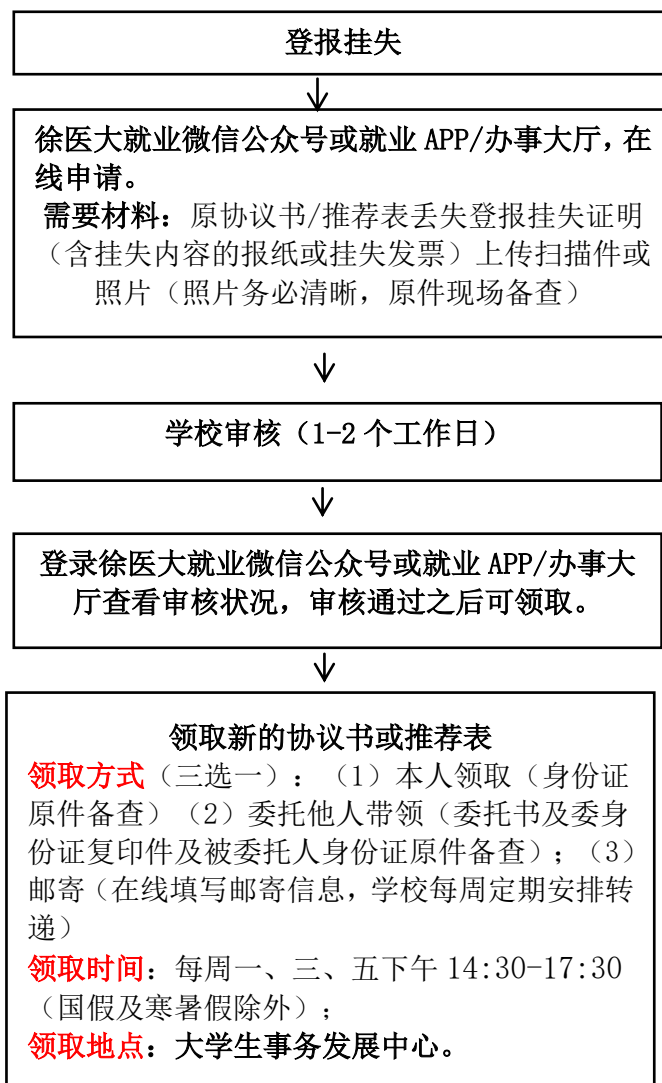 登报挂失
徐医大就业微信公众号或就业 APP/办事大厅，在
线申请。
需要材料：原协议书/推荐表丢失登报挂失证明
（含挂失内容的报纸或挂失发票）上传扫描件或
照片（照片务必清晰，原件现场备查）
学校审核（1-2 个工作日）
登录徐医大就业微信公众号或就业 APP/办事大
厅查看审核状况，审核通过之后可领取。
领取新的协议书或推荐表
领取方式（三选一）：（1）本人领取（身份证
原件备查）（2）委托他人带领（委托书及委身
份证复印件及被委托人身份证原件备查）；（3）
邮寄（在线填写邮寄信息，学校每周定期安排转
递）
领取时间：每周一、三、五下午 14:30-17:30
（国假及寒暑假除外）；
领取地点：大学生事务发展中心。